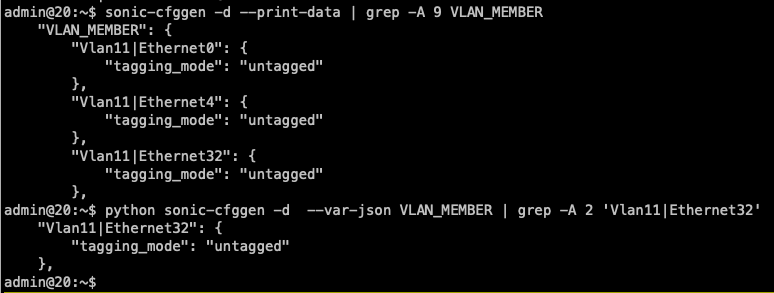 admin@20:~$ sonic-cfggen -d --print-data | grep -A 9 VLAN_MEMBER
    "VLAN_MEMBER": {
        "Vlan11|Ethernet0": {
            "tagging_mode": "untagged"
        },
        "Vlan11|Ethernet4": {
            "tagging_mode": "untagged"
        },
        "Vlan11|Ethernet32": {
            "tagging_mode": "untagged"
        },
admin@20:~$ python sonic-cfggen -d  --var-json VLAN_MEMBER | grep -A 2 'Vlan11|Ethernet32'
    "Vlan11|Ethernet32": {
        "tagging_mode": "untagged"
    },
admin@20:~$